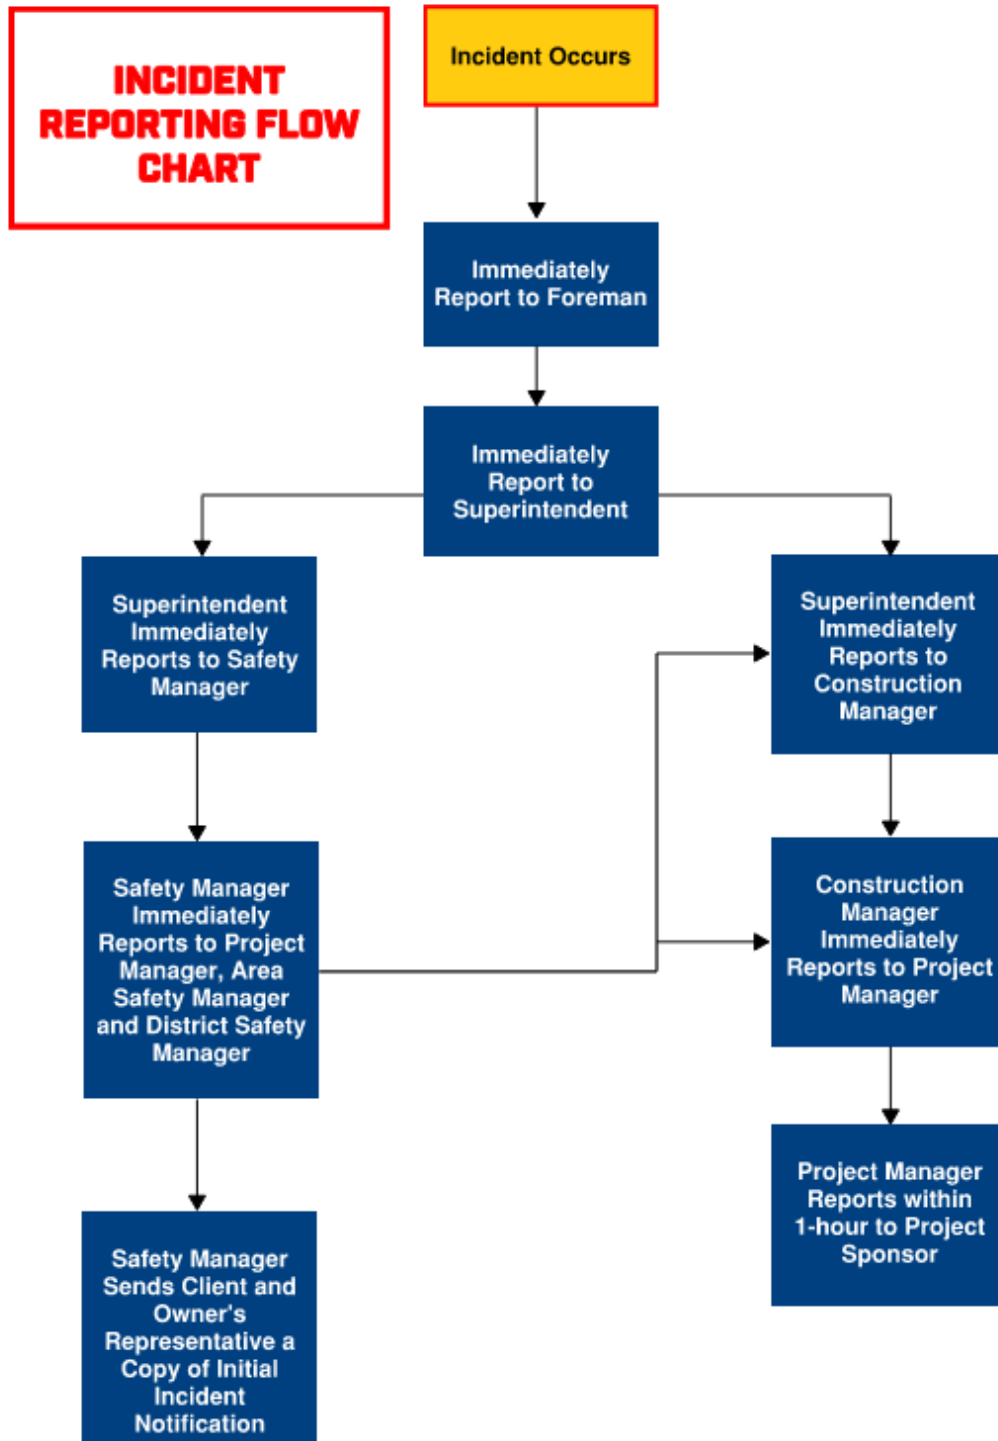 INCIDENT
REPORTING FLOW
CHART
Incident Occurs
Immediately
Report to Foreman
Immediately
Report to
Superintendent
Superintendent
Immediately
Reports to Safety
Manager
Superintendent
Immediately
Reports to
Construction
Manager
Safety Manager
Immediately
Reports to Project
Manager, Area
Safety Manager
and District Safety
Manager
Construction
Manager
Immediately
Reports to Project
Manager
Project Manager
Reports within
1-hour to Project
Sponsor
Safety Manager
Sends Client and
Owner's
Representative a
Copy of Initial
Incident
Notification